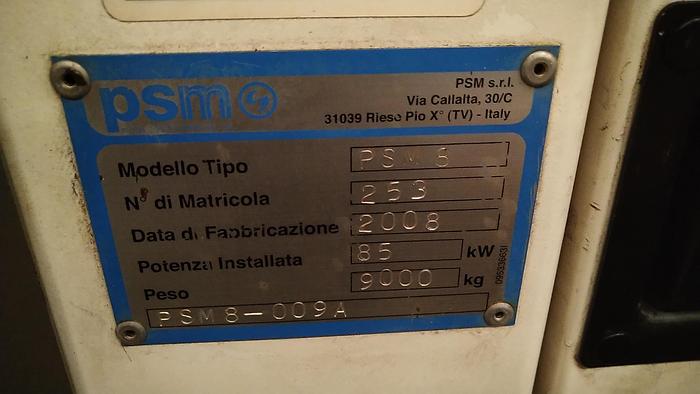 psm
PSM s.r.l.
Via Callalta, 30/C
31039 Riese Pio X° (TV) - Italy
Modello Tipo PSM 8
N° di Matricola 253
Data di Fabbricazione 2008
Potenza Installata 85 kW
Peso 9000 kg
PSM8-009A